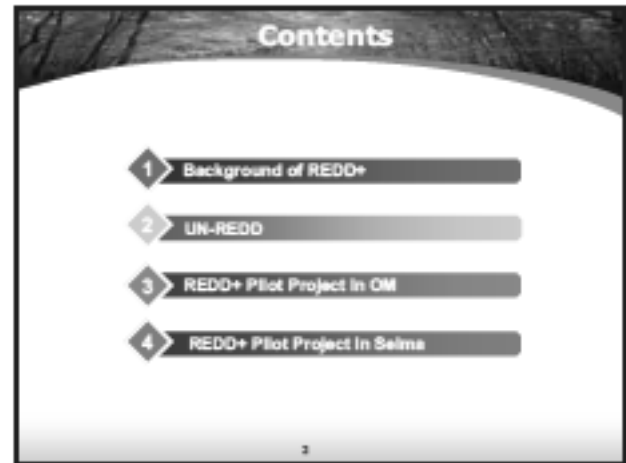 Contents
1 Background of REDD+
2 UN-REDD
3 REDD+ Pilot Project in OM
4 REDD+ Pilot Project in Seima